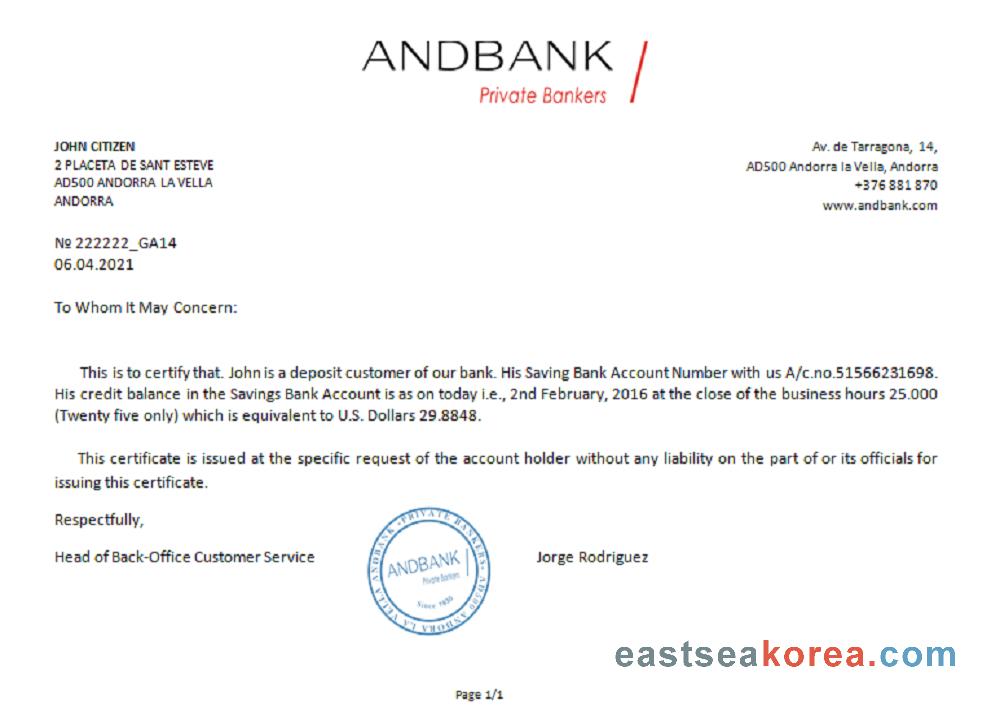 ANDBANK
Private Bankers
JOHN CITIZEN
2 PLACETA DE SANT ESTEVE
AD500 ANDORRA LA VELLA
ANDORRA
Av. de Tarragona, 14,
AD500 Andorra la Vella, Andorra
+376 881 870
www.andbank.com
№ 222222_GA14
06.04.2021
To Whom It May Concern:
This is to certify that. John is a deposit customer of our bank. His Saving Bank Account Number with us A/c.no.51566231698.
His credit balance in the Savings Bank Account is as on today i.e., 2nd February, 2016 at the close of the business hours 25.000
(Twenty five only) which is equivalent to U.S. Dollars 29.8848.
This certificate is issued at the specific request of the account holder without any liability on the part of or its officials for
issuing this certificate.
Respectfully,
Head of Back-Office Customer Service
ANDBANK • PRIVATE BANKERS • AD500 ANDORA LA VELLA
ANDBANK
Private Bankers
Since 1930
Jorge Rodriguez
eastseakorea.com
Page 1/1